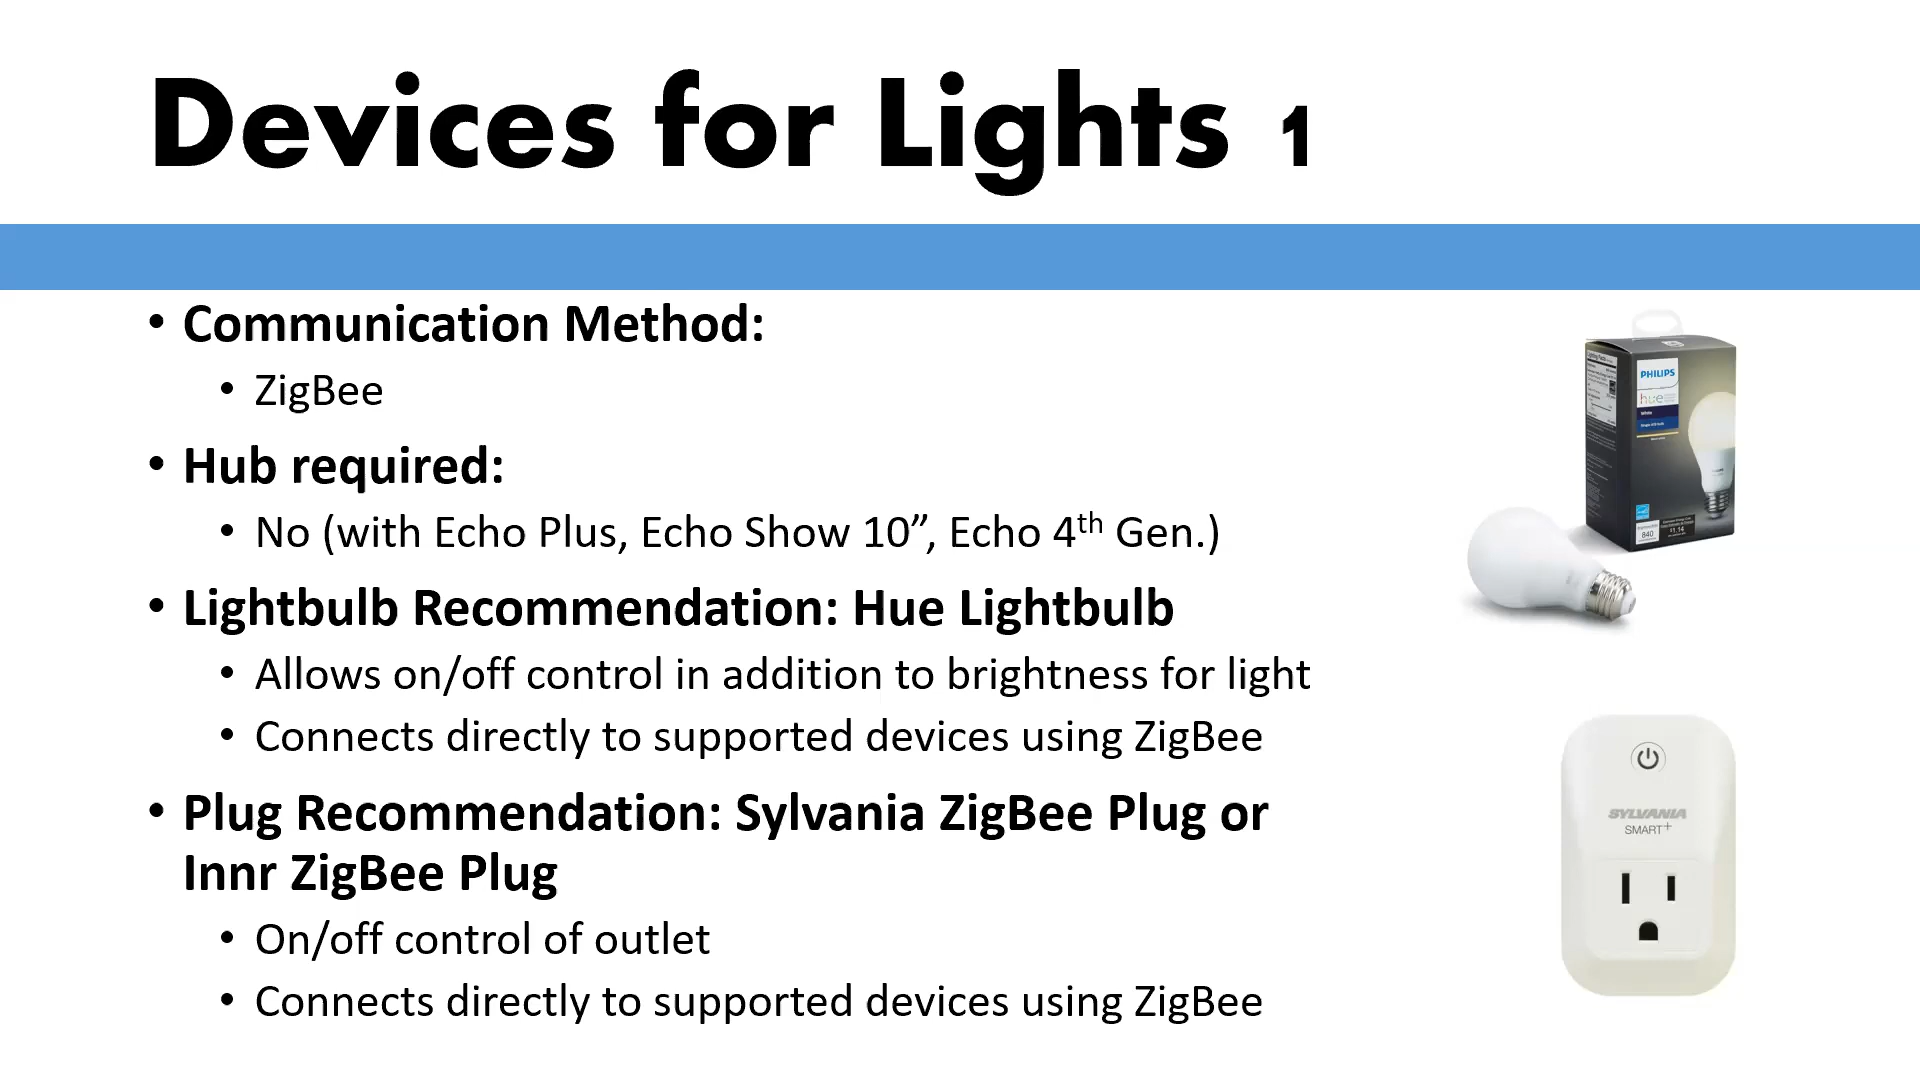 Devices for Lights 1
• Communication Method:
• ZigBee
• Hub required:
• No (with Echo Plus, Echo Show 10”, Echo 4th Gen.)
• Lightbulb Recommendation: Hue Lightbulb
• Allows on/off control in addition to brightness for light
• Connects directly to supported devices using ZigBee
• Plug Recommendation: Sylvania ZigBee Plug or
Innr ZigBee Plug
• On/off control of outlet
• Connects directly to supported devices using ZigBee
PHILIPS
hue
White
840
SYLVANIA
SMART+